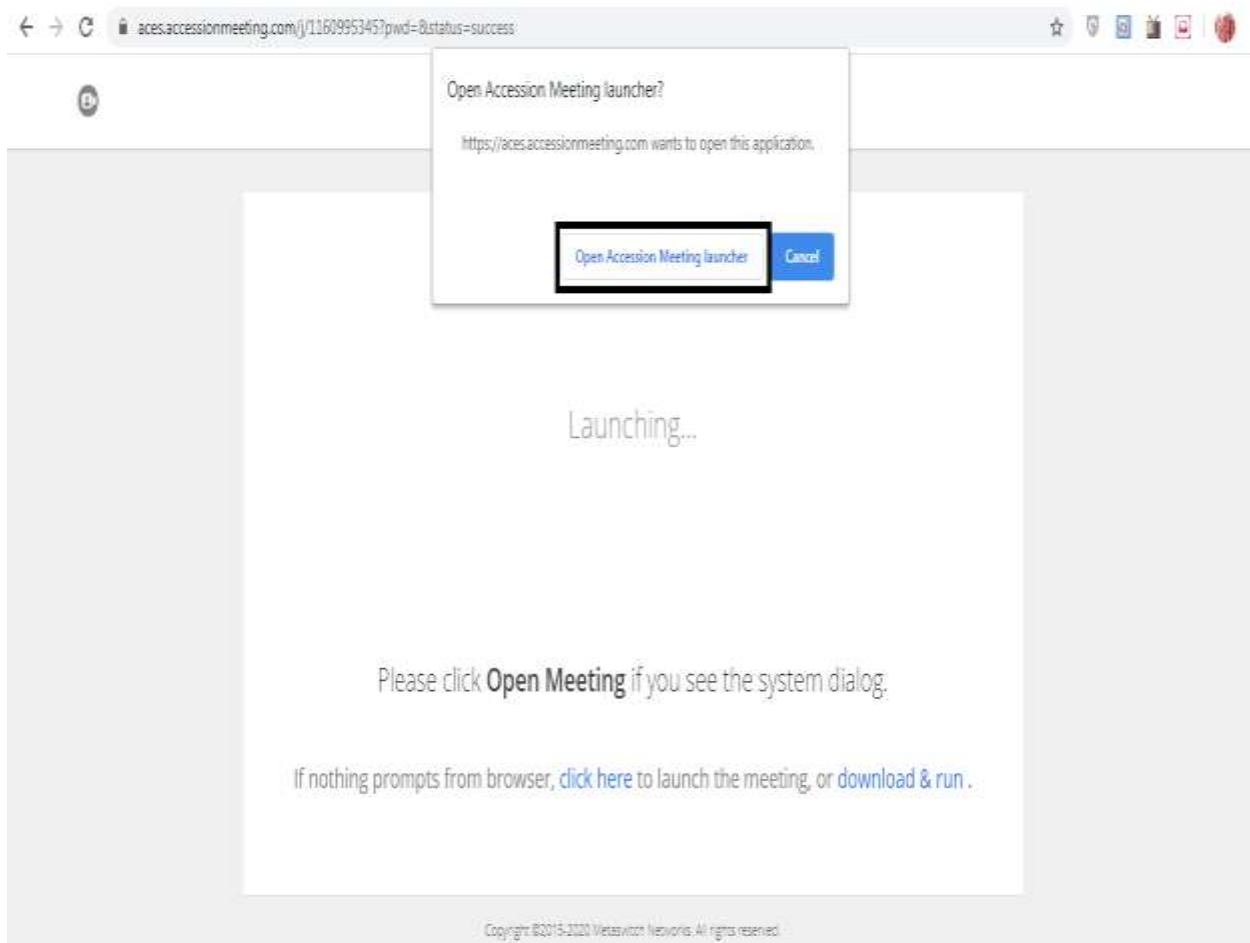 aces.accessionmeeting.com/j/1160995345?pwd=&status=success
Open Accession Meeting launcher?
https://aces.accessionmeeting.com wants to open this application.
Open Accession Meeting launcher
Cancel
Launching...
Please click Open Meeting if you see the system dialog.
If nothing prompts from browser, click here to launch the meeting, or download & run .
Copyright ©2015-2020 Metaswitch Networks. All rights reserved.